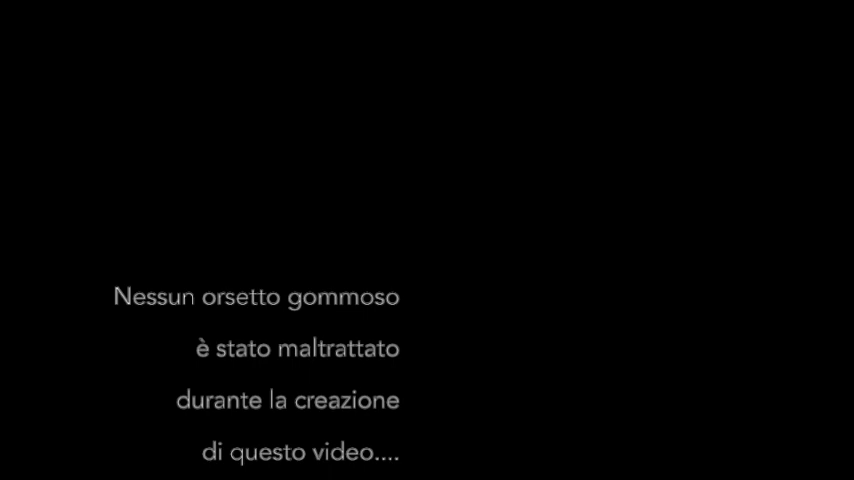 Nessun orsetto gommoso
è stato maltrattato
durante la creazione
di questo video....